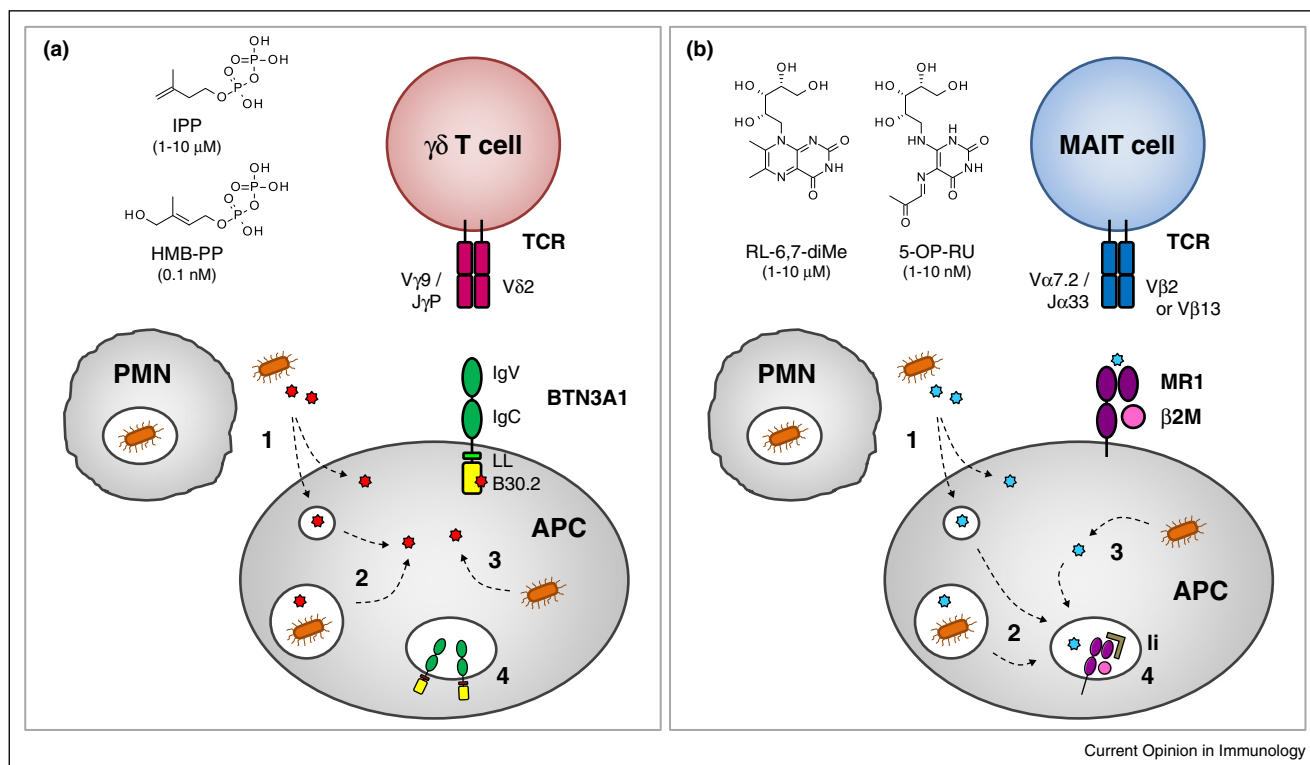 (a)
O
OH
P
OH
O
O
P
O
OH
IPP
(1-10 μM)
HO
O
P
OH
OH
O
O
P
O
OH
HMB-PP
(0.1 nM)
γδ T cell
TCR
Vγ9 /
JγP
Vδ2
PMN
1
IgV
IgC
BTN3A1
LL
B30.2
APC
2
3
4
(b)
OH
OH
HO
OH
HO
N
N
O
NH
N
O
RL-6,7-diMe
(1-10 μM)
OH
OH
HO
OH
HO
HN
H
N
O
NH
N
O
O
5-OP-RU
(1-10 nM)
MAIT cell
TCR
Vα7.2 /
Jα33
Vβ2
or Vβ13
PMN
1
MR1
β2M
3
APC
2
Ii
4
Current Opinion in Immunology